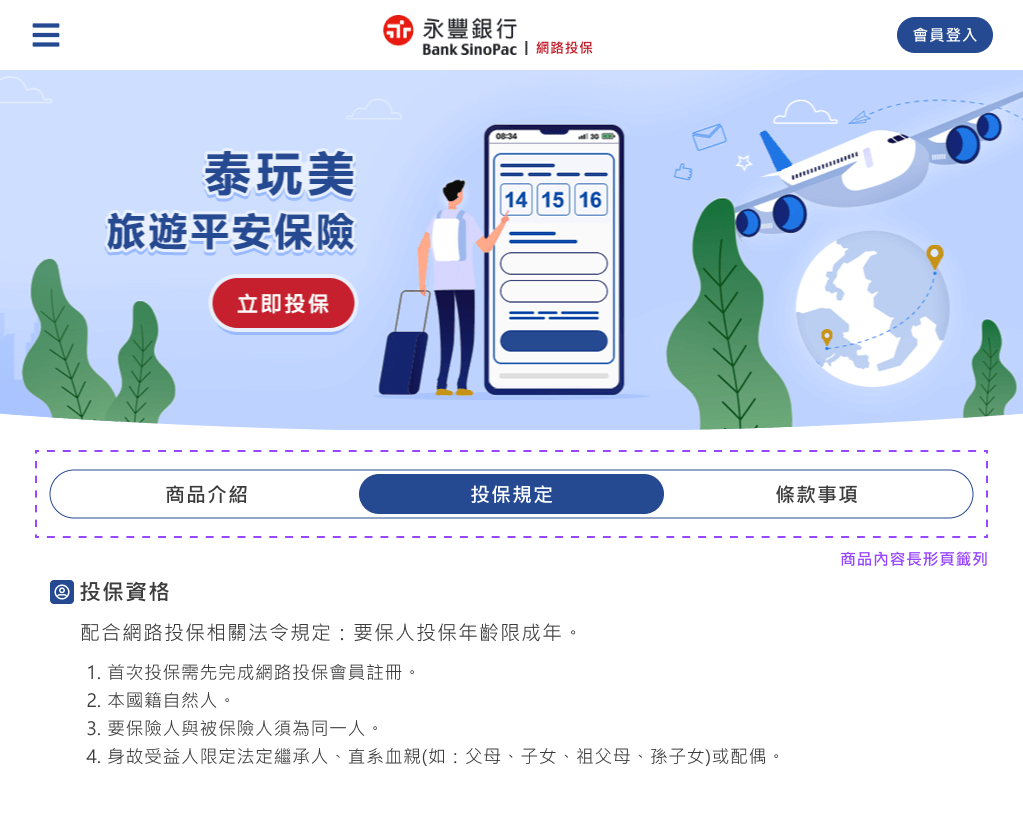 永豐銀行
Bank SinoPac | 網路投保
會員登入
泰玩美
旅遊平安保險
立即投保
08:34
3G
14 15 16
商品介紹
投保規定
條款事項
商品內容長形頁籤列
投保資格
配合網路投保相關法令規定：要保人投保年齡限成年。
1. 首次投保需先完成網路投保會員註冊。
2. 本國籍自然人。
3. 要保險人與被保險人須為同一人。
4. 身故受益人限定法定繼承人、直系血親(如：父母、子女、祖父母、孫子女)或配偶。